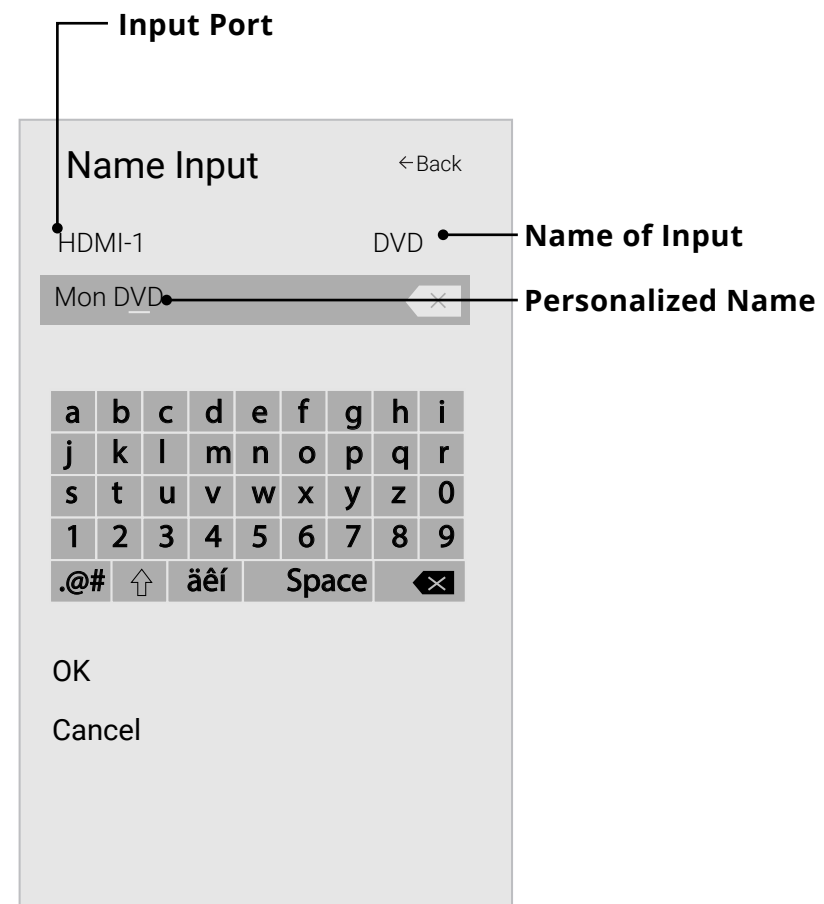 Input Port
Name Input ←Back
HDMI-1 DVD
Name of Input
Mon DVD
Personalized Name
a b c d e f g h i
j k l m n o p q r
s t u v w x y z 0
1 2 3 4 5 6 7 8 9
.@# äêí Space
OK
Cancel